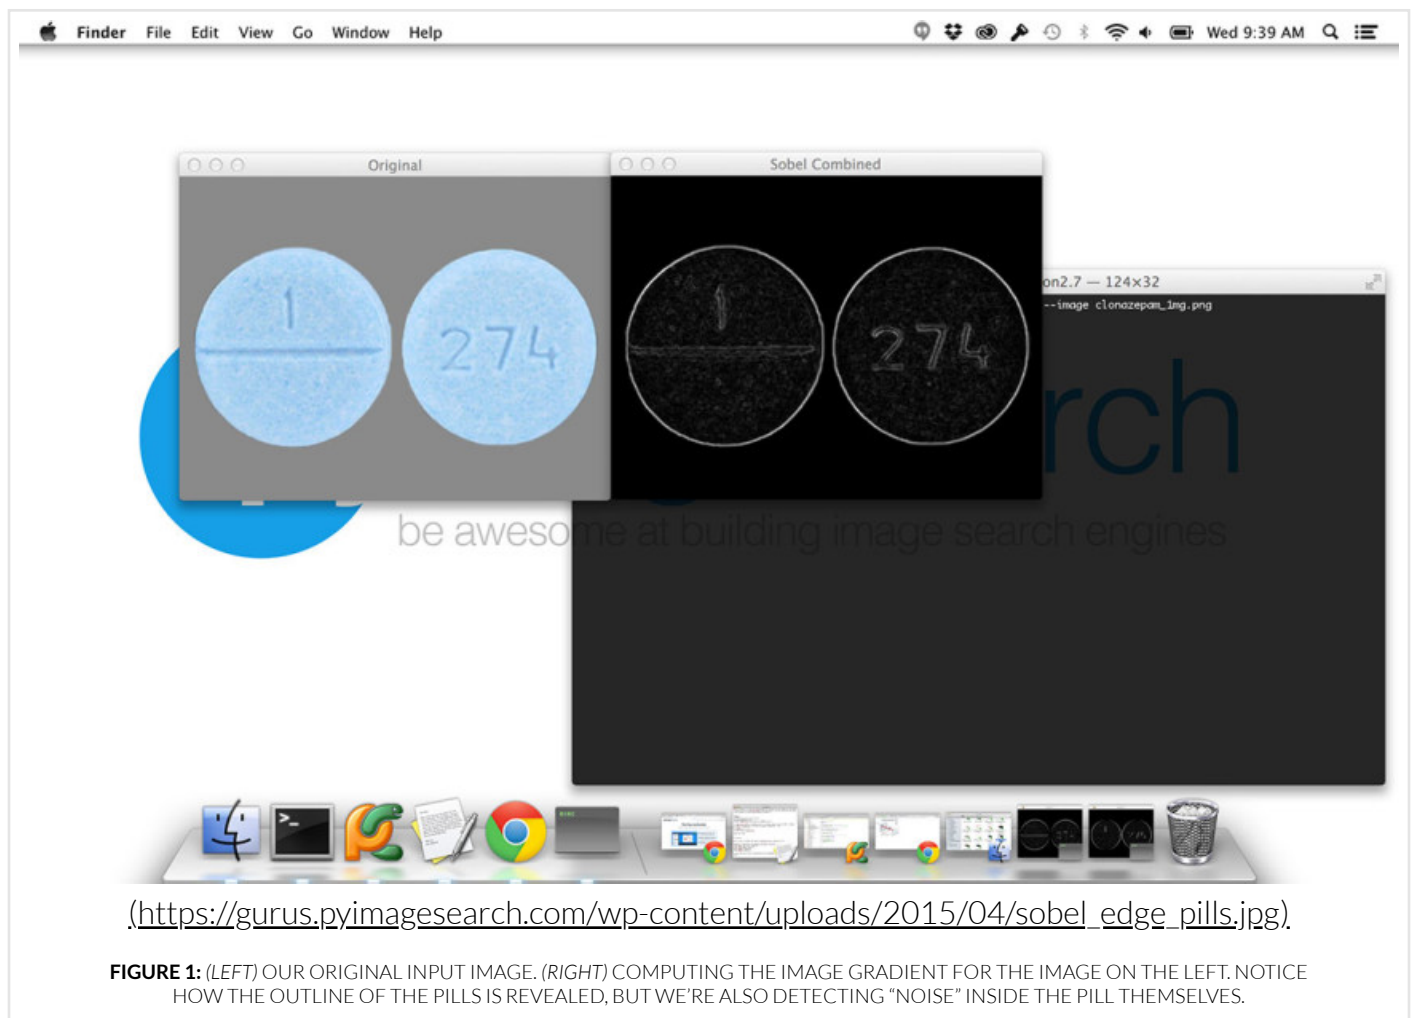 Finder File Edit View Go Window Help Wed 9:39 AM
Original
Sobel Combined
1
274
1
274
on2.7 — 124×32
--image clonazepam_1mg.png
rch
be awesome at building image search engines
(https://gurus.pyimagesearch.com/wp-content/uploads/2015/04/sobel_edge_pills.jpg)
FIGURE 1: (LEFT) OUR ORIGINAL INPUT IMAGE. (RIGHT) COMPUTING THE IMAGE GRADIENT FOR THE IMAGE ON THE LEFT. NOTICE
HOW THE OUTLINE OF THE PILLS IS REVEALED, BUT WE'RE ALSO DETECTING “NOISE” INSIDE THE PILL THEMSELVES.